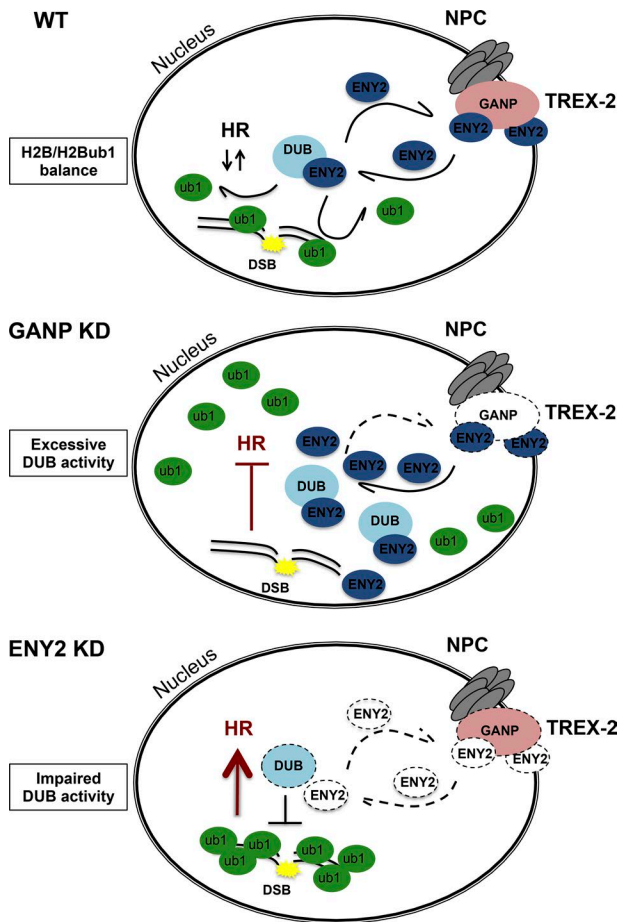 WT
Nucleus
NPC
TREX-2
GANP
ENY2
ENY2
ENY2
ENY2
H2B/H2Bub1
balance
HR
DUB
ENY2
ub1
ub1
ub1
ub1
DSB
GANP KD
Nucleus
NPC
TREX-2
GANP
ENY2
ENY2
Excessive
DUB activity
ub1
ub1
ub1
ub1
HR
ENY2
ENY2
ENY2
DUB
ENY2
DUB
ENY2
ub1
ub1
DSB
ENY2
ENY2 KD
Nucleus
NPC
TREX-2
GANP
ENY2
ENY2
ENY2
ENY2
Impaired
DUB activity
HR
DUB
ENY2
ub1
ub1
ub1
ub1
ub1
ub1
DSB